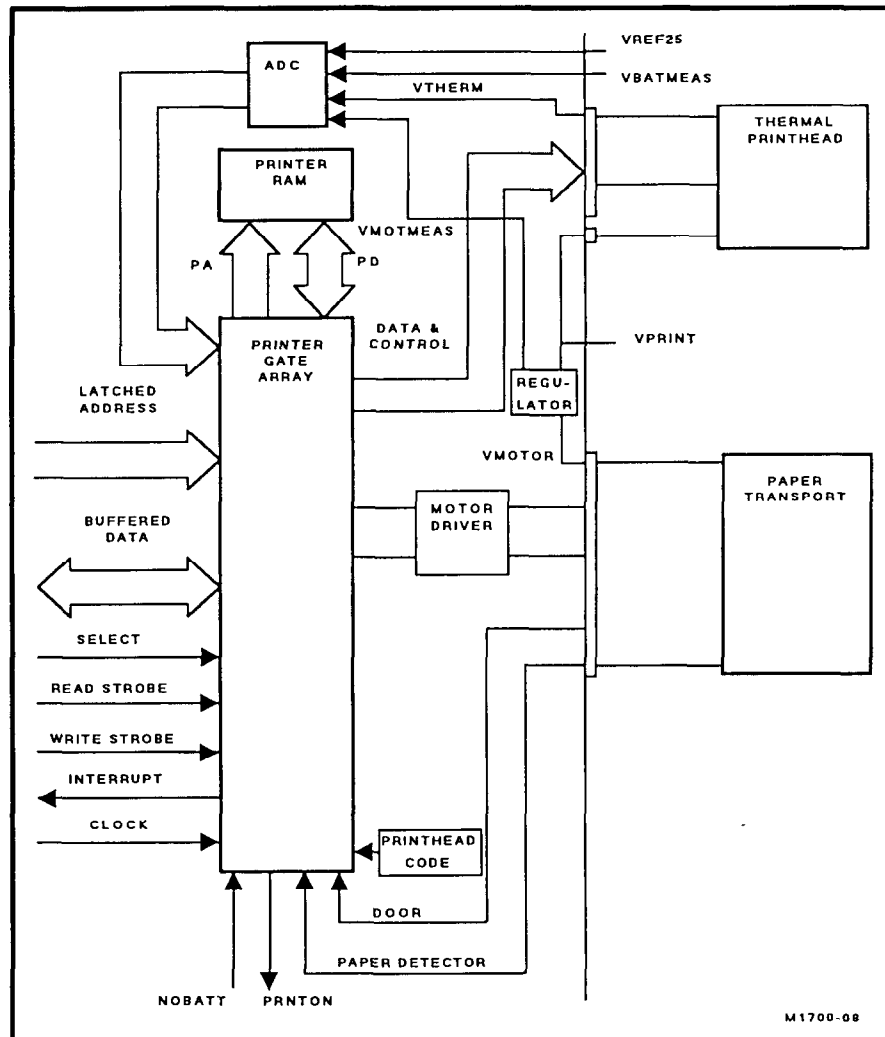 VREF25
ADC
VBATMEAS
VTHERM
THERMAL
PRINTHEAD
PRINTER
RAM
VMOTMEAS
PA
PD
DATA &
CONTROL
PRINTER
GATE
ARRAY
VPRINT
REGU-
LATOR
LATCHED
ADDRESS
VMOTOR
PAPER
TRANSPORT
MOTOR
DRIVER
BUFFERED
DATA
SELECT
READ STROBE
WRITE STROBE
INTERRUPT
CLOCK
PRINTHEAD
CODE
DOOR
PAPER DETECTOR
NOBATT
PRNTON
M1700-08